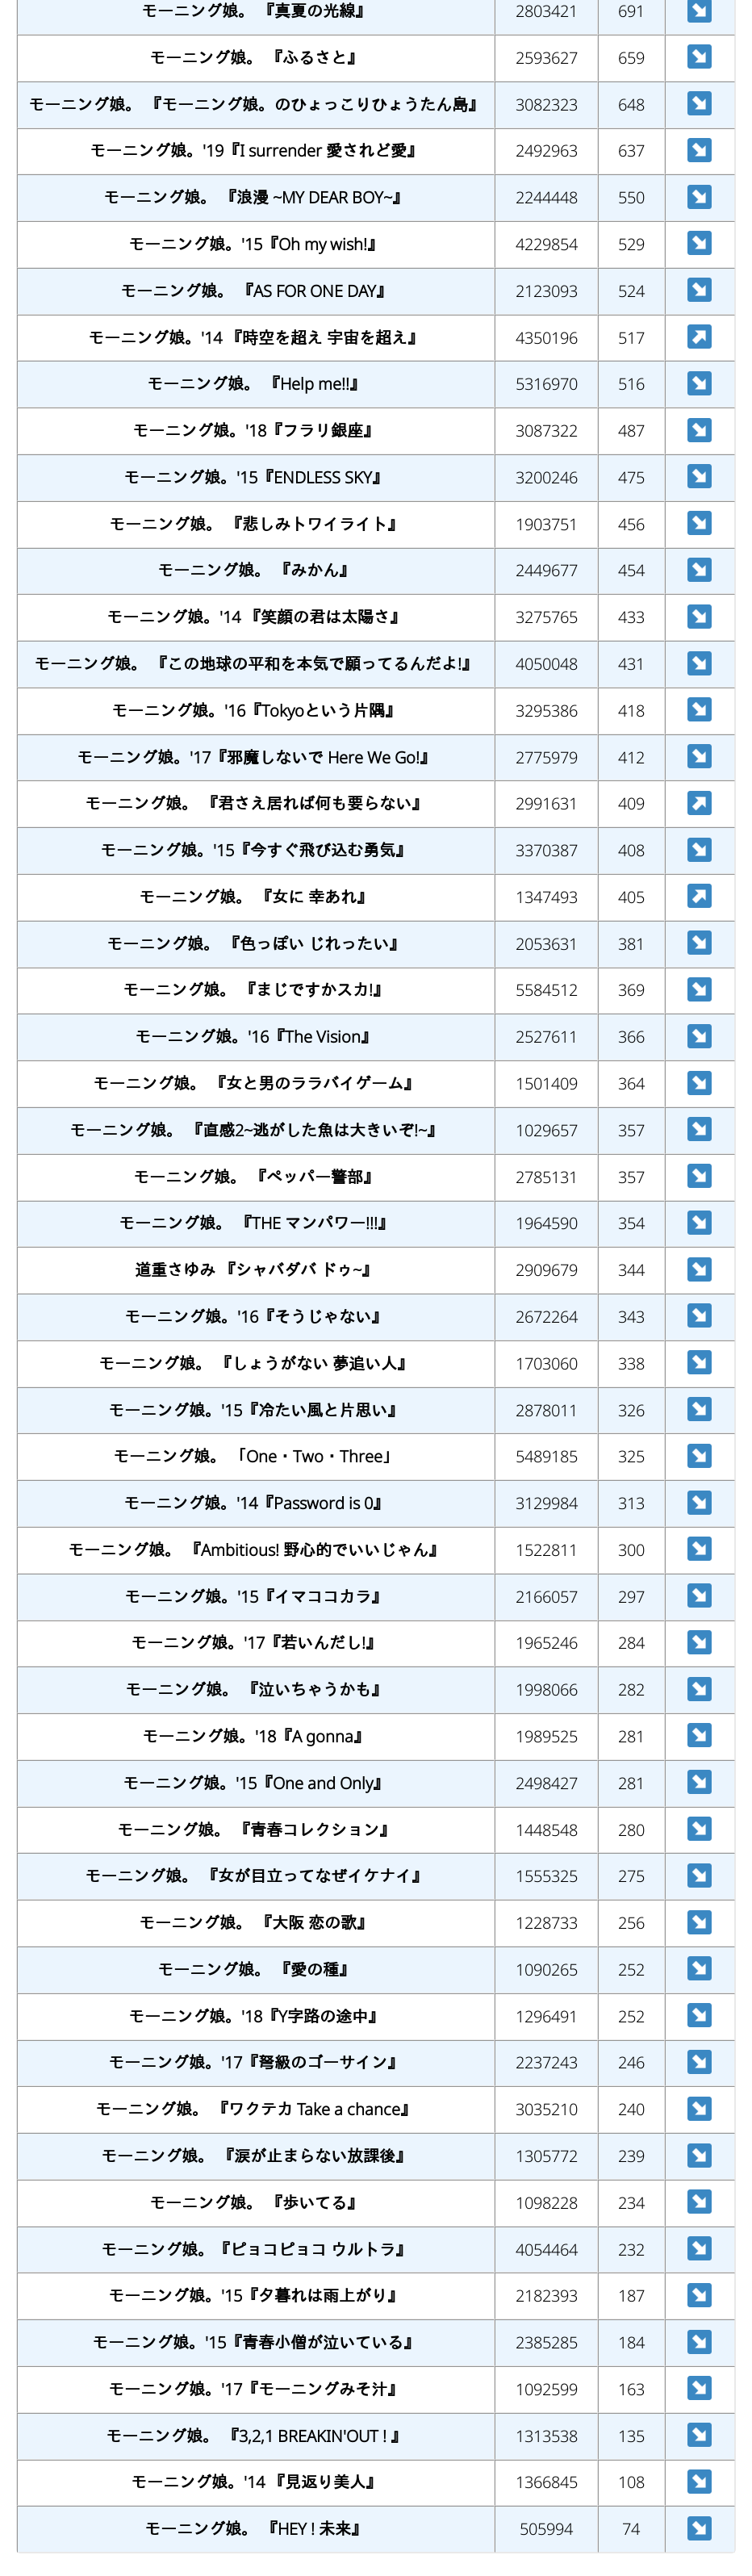 モーニング娘。 『真夏の光線』 2803421 691 ↘
モーニング娘。 『ふるさと』 2593627 659 ↘
モーニング娘。 『モーニング娘。のひょっこりひょうたん島』 3082323 648 ↘
モーニング娘。'19『I surrender 愛されど愛』 2492963 637 ↘
モーニング娘。 『浪漫 ~MY DEAR BOY~』 2244448 550 ↘
モーニング娘。'15『Oh my wish!』 4229854 529 ↘
モーニング娘。 『AS FOR ONE DAY』 2123093 524 ↘
モーニング娘。'14 『時空を超え 宇宙を超え』 4350196 517 ↗
モーニング娘。 『Help me!!』 5316970 516 ↘
モーニング娘。'18『フラリ銀座』 3087322 487 ↘
モーニング娘。'15『ENDLESS SKY』 3200246 475 ↘
モーニング娘。 『悲しみトワイライト』 1903751 456 ↘
モーニング娘。 『みかん』 2449677 454 ↘
モーニング娘。'14 『笑顔の君は太陽さ』 3275765 433 ↘
モーニング娘。 『この地球の平和を本気で願ってるんだよ!』 4050048 431 ↘
モーニング娘。'16『Tokyoという片隅』 3295386 418 ↘
モーニング娘。'17『邪魔しないで Here We Go!』 2775979 412 ↘
モーニング娘。 『君さえ居れば何も要らない』 2991631 409 ↗
モーニング娘。'15『今すぐ飛び込む勇気』 3370387 408 ↘
モーニング娘。 『女に 幸あれ』 1347493 405 ↗
モーニング娘。 『色っぽい じれったい』 2053631 381 ↘
モーニング娘。 『まじですかスカ!』 5584512 369 ↘
モーニング娘。'16『The Vision』 2527611 366 ↘
モーニング娘。 『女と男のララバイゲーム』 1501409 364 ↘
モーニング娘。 『直感2~逃がした魚は大きいぞ!~』 1029657 357 ↘
モーニング娘。 『ペッパー警部』 2785131 357 ↘
モーニング娘。 『THE マンパワー!!!』 1964590 354 ↘
道重さゆみ 『シャバダバ ドゥ~』 2909679 344 ↘
モーニング娘。'16『そうじゃない』 2672264 343 ↘
モーニング娘。 『しょうがない 夢追い人』 1703060 338 ↘
モーニング娘。'15『冷たい風と片思い』 2878011 326 ↘
モーニング娘。 「One・Two・Three」 5489185 325 ↘
モーニング娘。'14『Password is 0』 3129984 313 ↘
モーニング娘。 『Ambitious! 野心的でいいじゃん』 1522811 300 ↘
モーニング娘。'15『イマココカラ』 2166057 297 ↘
モーニング娘。'17『若いんだし!』 1965246 284 ↘
モーニング娘。 『泣いちゃうかも』 1998066 282 ↘
モーニング娘。'18『A gonna』 1989525 281 ↘
モーニング娘。'15『One and Only』 2498427 281 ↘
モーニング娘。 『青春コレクション』 1448548 280 ↘
モーニング娘。 『女が目立ってなぜイケナイ』 1555325 275 ↘
モーニング娘。 『大阪 恋の歌』 1228733 256 ↘
モーニング娘。 『愛の種』 1090265 252 ↘
モーニング娘。'18『Y字路の途中』 1296491 252 ↘
モーニング娘。'17『弩級のゴーサイン』 2237243 246 ↘
モーニング娘。 『ワクテカ Take a chance』 3035210 240 ↘
モーニング娘。 『涙が止まらない放課後』 1305772 239 ↘
モーニング娘。 『歩いてる』 1098228 234 ↘
モーニング娘。『ピョコピョコ ウルトラ』 4054464 232 ↘
モーニング娘。'15『夕暮れは雨上がり』 2182393 187 ↘
モーニング娘。'15『青春小僧が泣いている』 2385285 184 ↘
モーニング娘。'17『モーニングみそ汁』 1092599 163 ↘
モーニング娘。 『3,2,1 BREAKIN'OUT ! 』 1313538 135 ↘
モーニング娘。'14 『見返り美人』 1366845 108 ↘
モーニング娘。 『HEY ! 未来』 505994 74 ↘